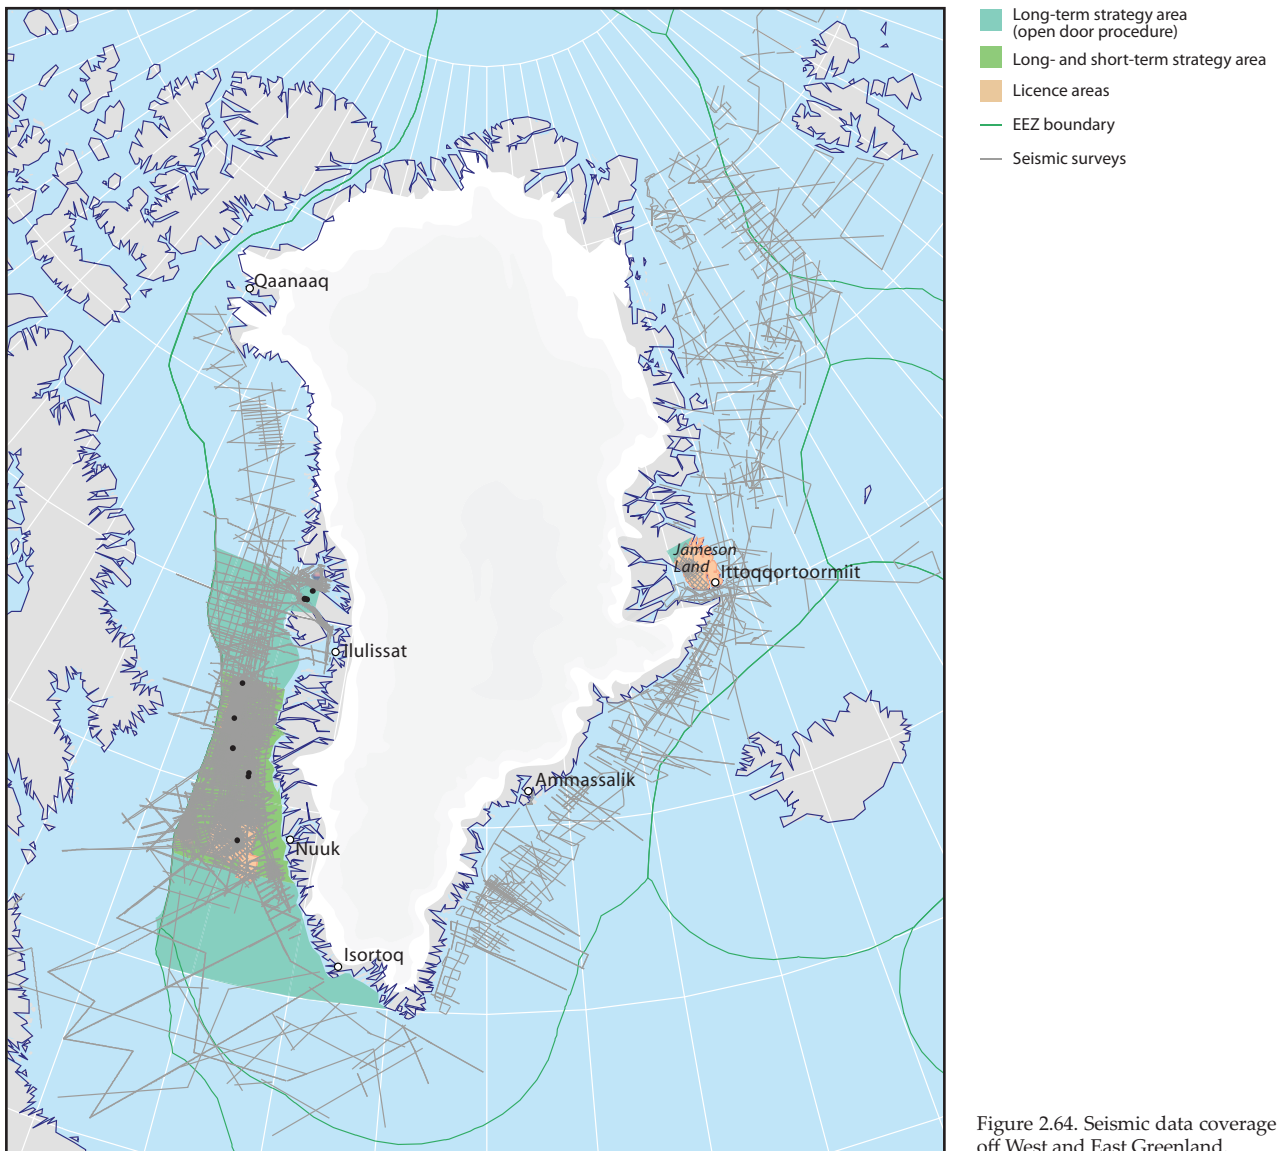 Long-term strategy area
(open door procedure)
Long- and short-term strategy area
Licence areas
EEZ boundary
Seismic surveys
Qaanaaq
Jameson
Land
Ittoqqortoormiit
Ilulissat
Ammassalik
Nuuk
Isortoq
Figure 2.64. Seismic data coverage
off West and East Greenland